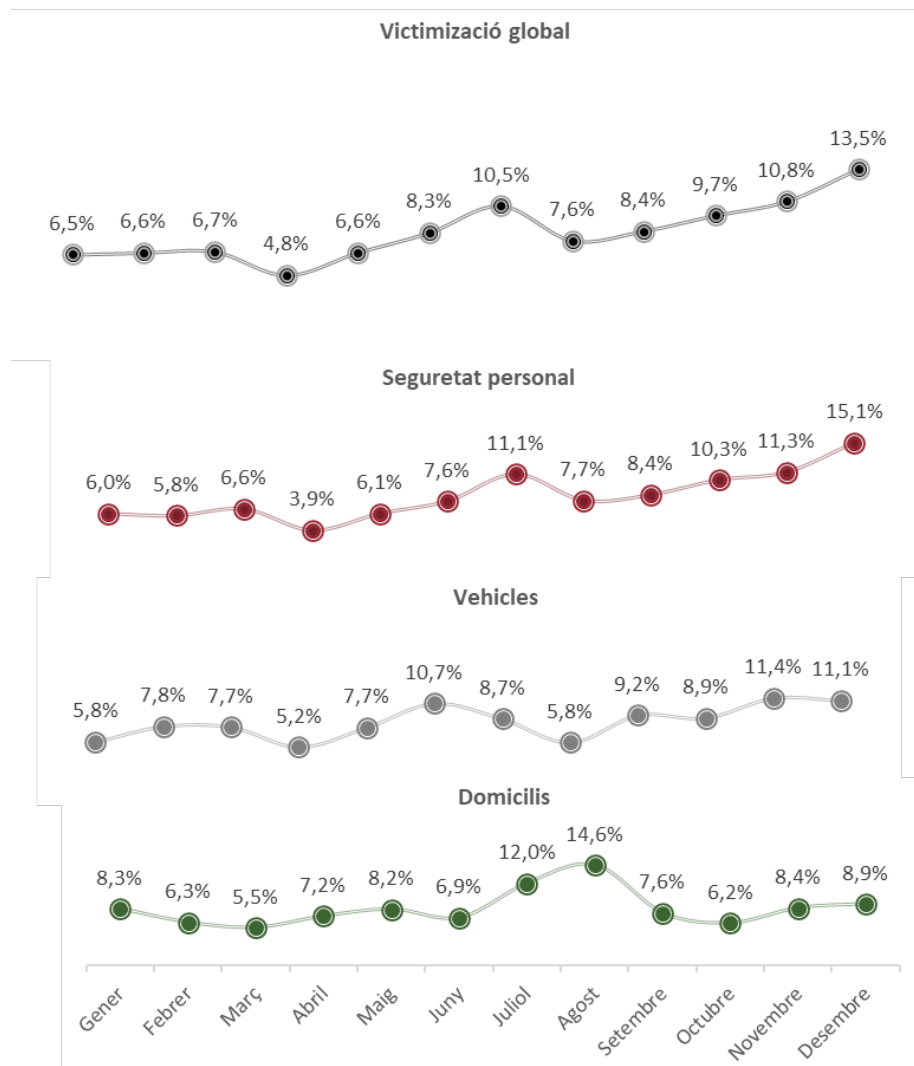 Victimització global
6,5% 6,6% 6,7% 4,8% 6,6% 8,3% 10,5% 7,6% 8,4% 9,7% 10,8% 13,5%
Seguretat personal
6,0% 5,8% 6,6% 3,9% 6,1% 7,6% 11,1% 7,7% 8,4% 10,3% 11,3% 15,1%
Vehicles
5,8% 7,8% 7,7% 5,2% 7,7% 10,7% 8,7% 5,8% 9,2% 8,9% 11,4% 11,1%
Domicilis
8,3% 6,3% 5,5% 7,2% 8,2% 6,9% 12,0% 14,6% 7,6% 6,2% 8,4% 8,9%
Gener Febrer Març Abril Maig Juny Juliol Agost Setembre Octubre Novembre Desembre